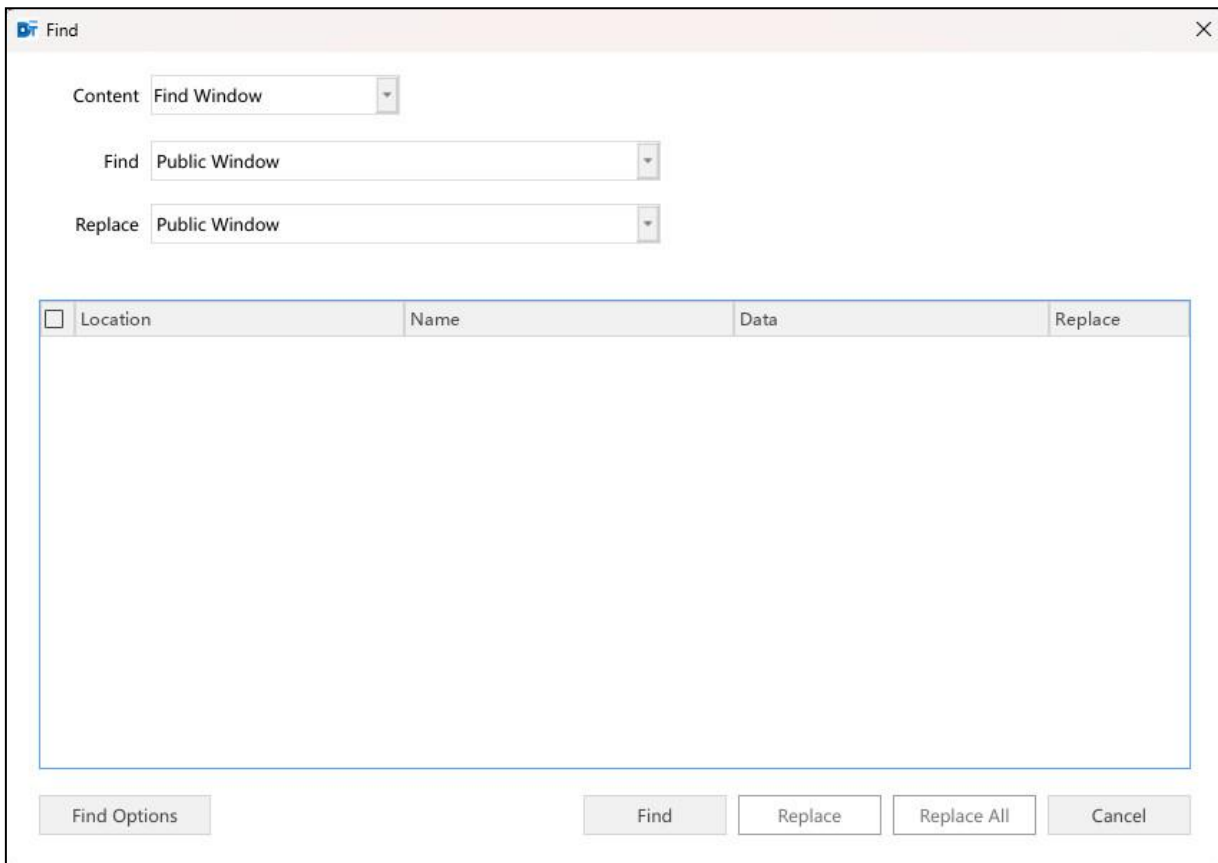 DT Find
Content Find Window
Find Public Window
Replace Public Window
Location Name Data Replace
Find Options Find Replace Replace All Cancel